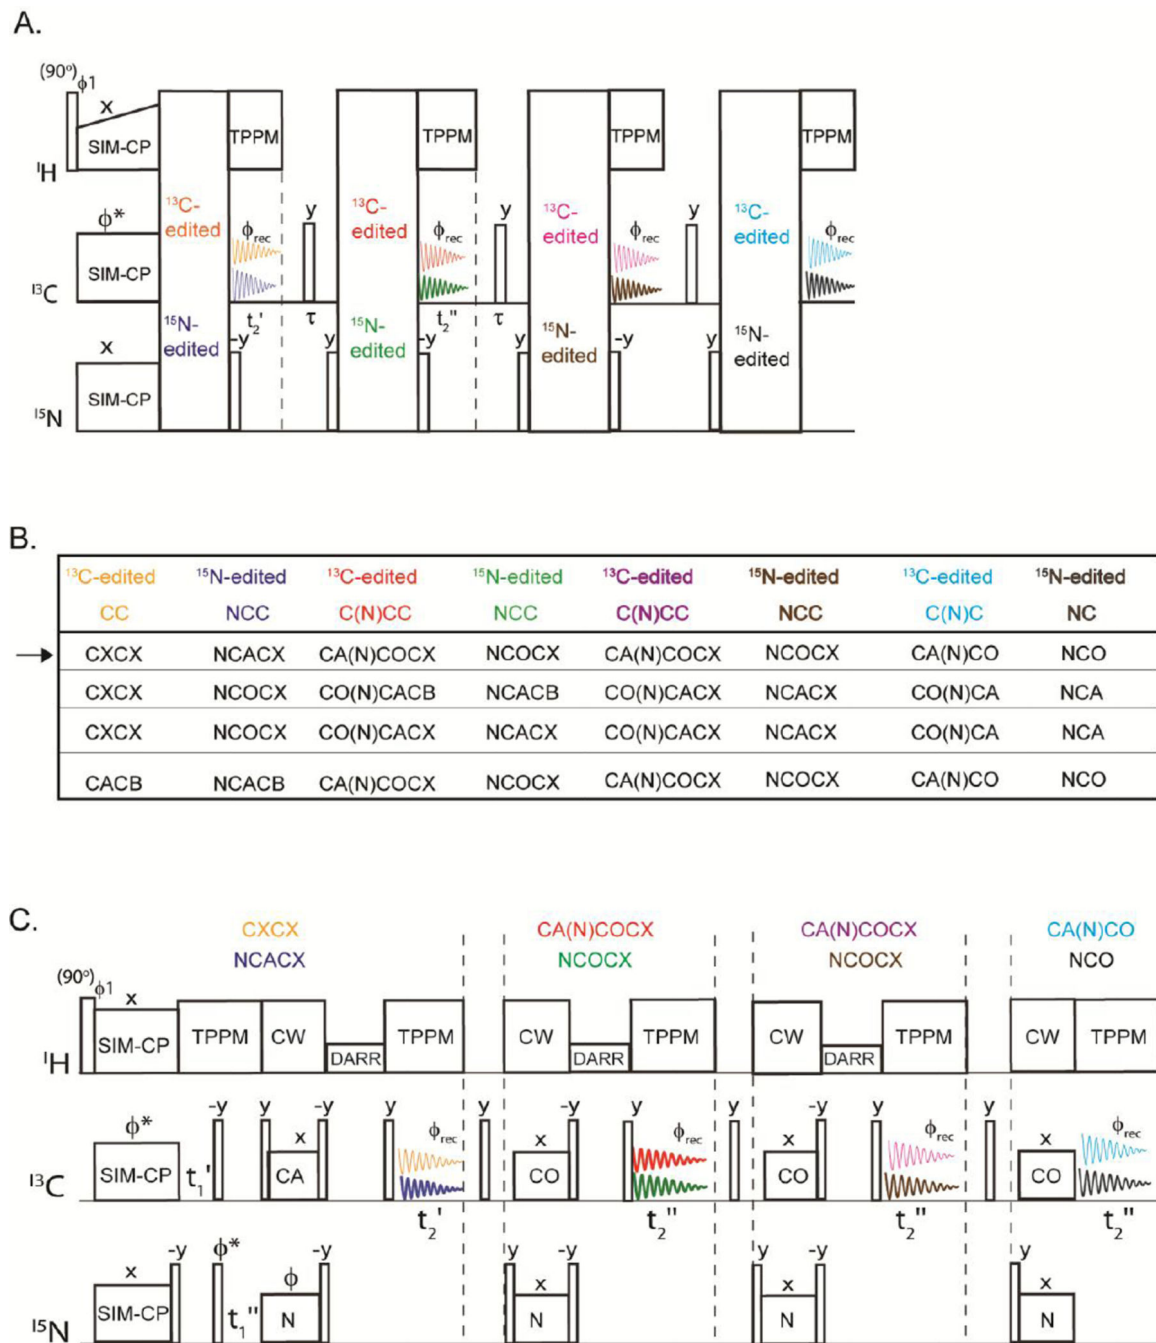 A.
(90°)ϕ1
x
SIM-CP
TPPM
TPPM
TPPM
TPPM
¹H
ϕ*
¹³C-
edited
ϕrec
y
¹³C-
edited
ϕrec
y
¹³C-
edited
ϕrec
y
¹³C-
edited
ϕrec
SIM-CP
¹³C
x
¹⁵N-
edited
t₂'
τ
-y
y
¹⁵N-
edited
t₂''
τ
-y
y
¹⁵N-
edited
-y
y
¹⁵N-
edited
SIM-CP
¹⁵N
B.
¹³C-edited ¹⁵N-edited ¹³C-edited ¹⁵N-edited ¹³C-edited ¹⁵N-edited ¹³C-edited ¹⁵N-edited
CC NCC C(N)CC NCC C(N)CC NCC C(N)C NC
CXCX NCACX CA(N)COCX NCOCX CA(N)COCX NCOCX CA(N)CO NCO
CXCX NCOCX CO(N)CACB NCACB CO(N)CACX NCACX CO(N)CA NCA
CXCX NCOCX CO(N)CACX NCACX CO(N)CACX NCACX CO(N)CA NCA
CACB NCACB CA(N)COCX NCOCX CA(N)COCX NCOCX CA(N)CO NCO
C.
CXCX CA(N)COCX CA(N)COCX CA(N)CO
NCACX NCOCX NCOCX NCO
(90°)ϕ1
x
SIM-CP TPPM CW DARR TPPM CW DARR TPPM CW DARR TPPM CW TPPM
¹H
-y y -y y y -y y y -y y y
ϕ* x ϕrec x ϕrec x ϕrec x ϕrec
SIM-CP t₁' CA CO CO CO
¹³C
t₂' t₂'' t₂'' t₂''
x -y ϕ* ϕ -y y x -y y x -y y x
SIM-CP t₁'' N N N N
¹⁵N